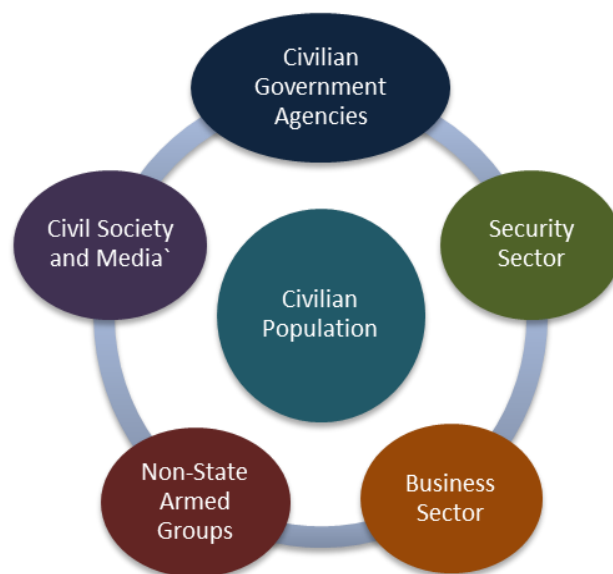 Civilian
Government
Agencies
Civil Society
and Media`
Security
Sector
Civilian
Population
Non-State
Armed
Groups
Business
Sector